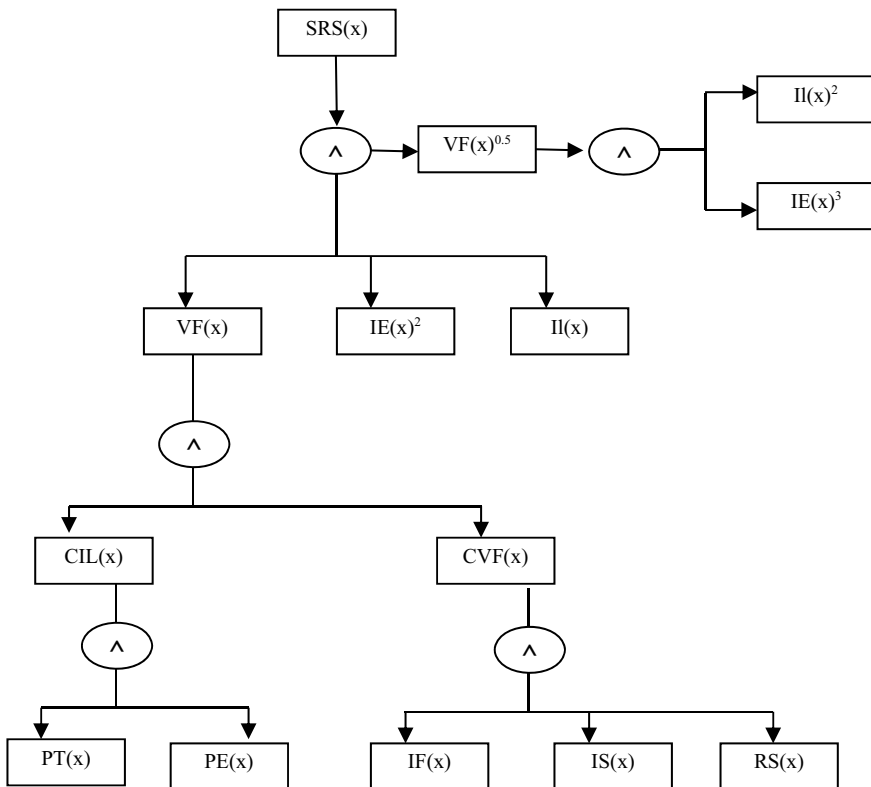 SRS(x)
Il(x)²
^
VF(x)⁰·⁵
^
IE(x)³
VF(x)
IE(x)²
Il(x)
^
CIL(x)
CVF(x)
^
^
PT(x)
PE(x)
IF(x)
IS(x)
RS(x)